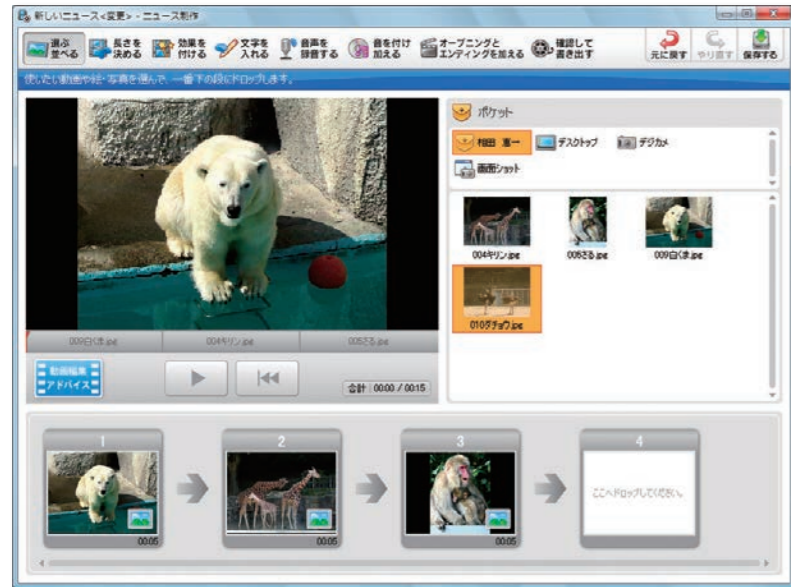 新しいニュース<変更> - ニュース制作
選ぶ
並べる
長さを
決める
効果を
付ける
文字を
入れる
音声を
録音する
音を付け
加える
オープニングと
エンディングを加える
確認して
書き出す
元に戻す
やり直す
保存する
使いたい動画や絵・写真を選んで、一番下の段にドロップします。
ポケット
相田 恵一
デスクトップ
デジカメ
画面ショット
004キリン.jpg
005さる.jpg
009白くま.jpg
010ダチョウ.jpg
009白くま.jpg
004キリン.jpg
005さる.jpg
動画編集
アドバイス
合計 00:00 / 00:15
1
2
3
4
ここへドロップしてください。
00:05
00:05
00:05